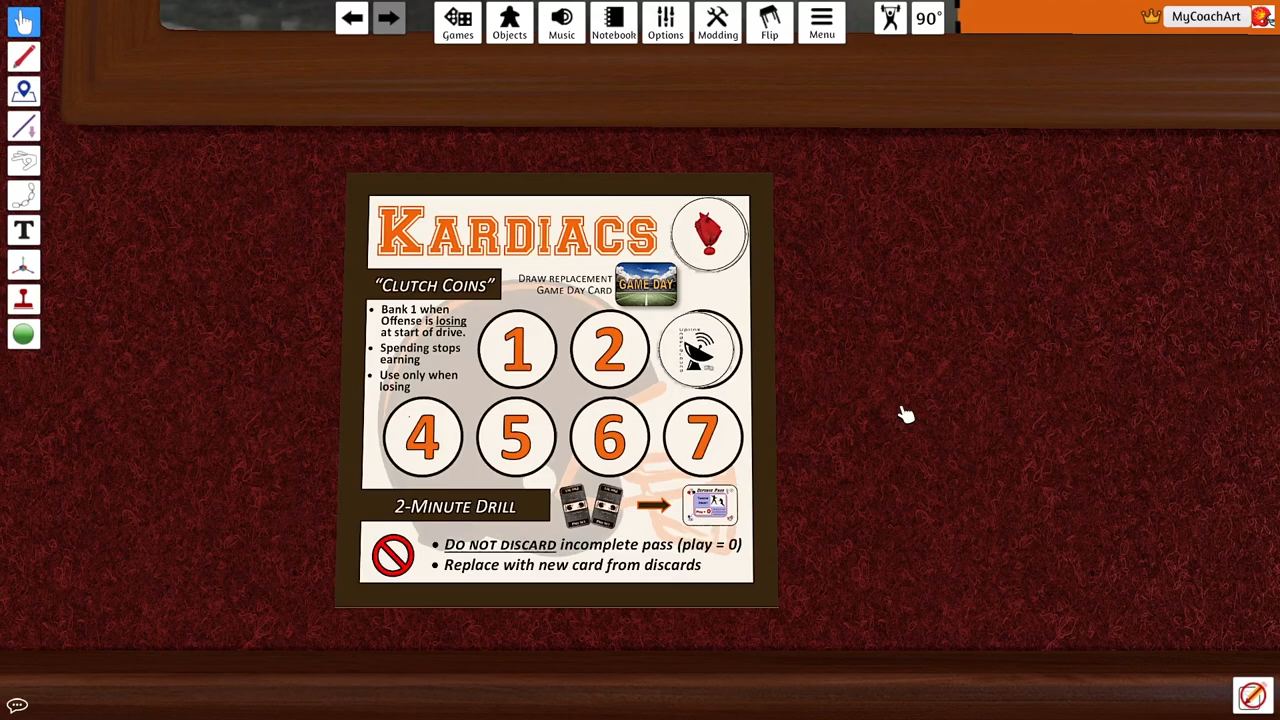 Games
Objects
Music
Notebook
Options
Modding
Flip
Menu
90°
MyCoachArt
T
KARDIACS
"CLUTCH COINS"
DRAW REPLACEMENT
GAME DAY CARD
GAME DAY
• Bank 1 when
Offense is losing
at start of drive.
• Spending stops
earning
• Use only when
losing
1
2
4
5
6
7
2-MINUTE DRILL
• DO NOT DISCARD incomplete pass (play = 0)
• Replace with new card from discards